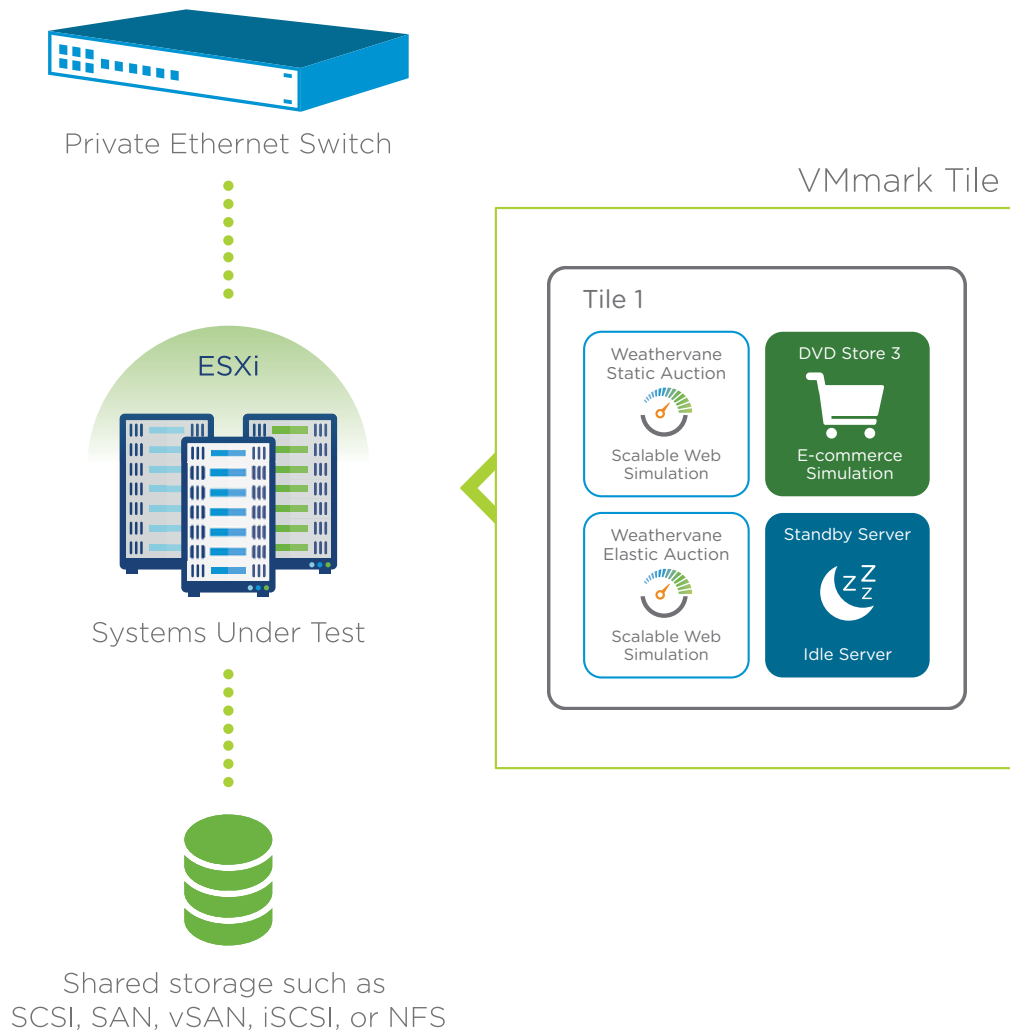 Private Ethernet Switch
VMmark Tile
ESXi
Systems Under Test
Shared storage such as
SCSI, SAN, vSAN, iSCSI, or NFS
Tile 1
Weathervane
Static Auction
Scalable Web
Simulation
DVD Store 3
E-commerce
Simulation
Weathervane
Elastic Auction
Scalable Web
Simulation
Standby Server
z Z
z
Idle Server